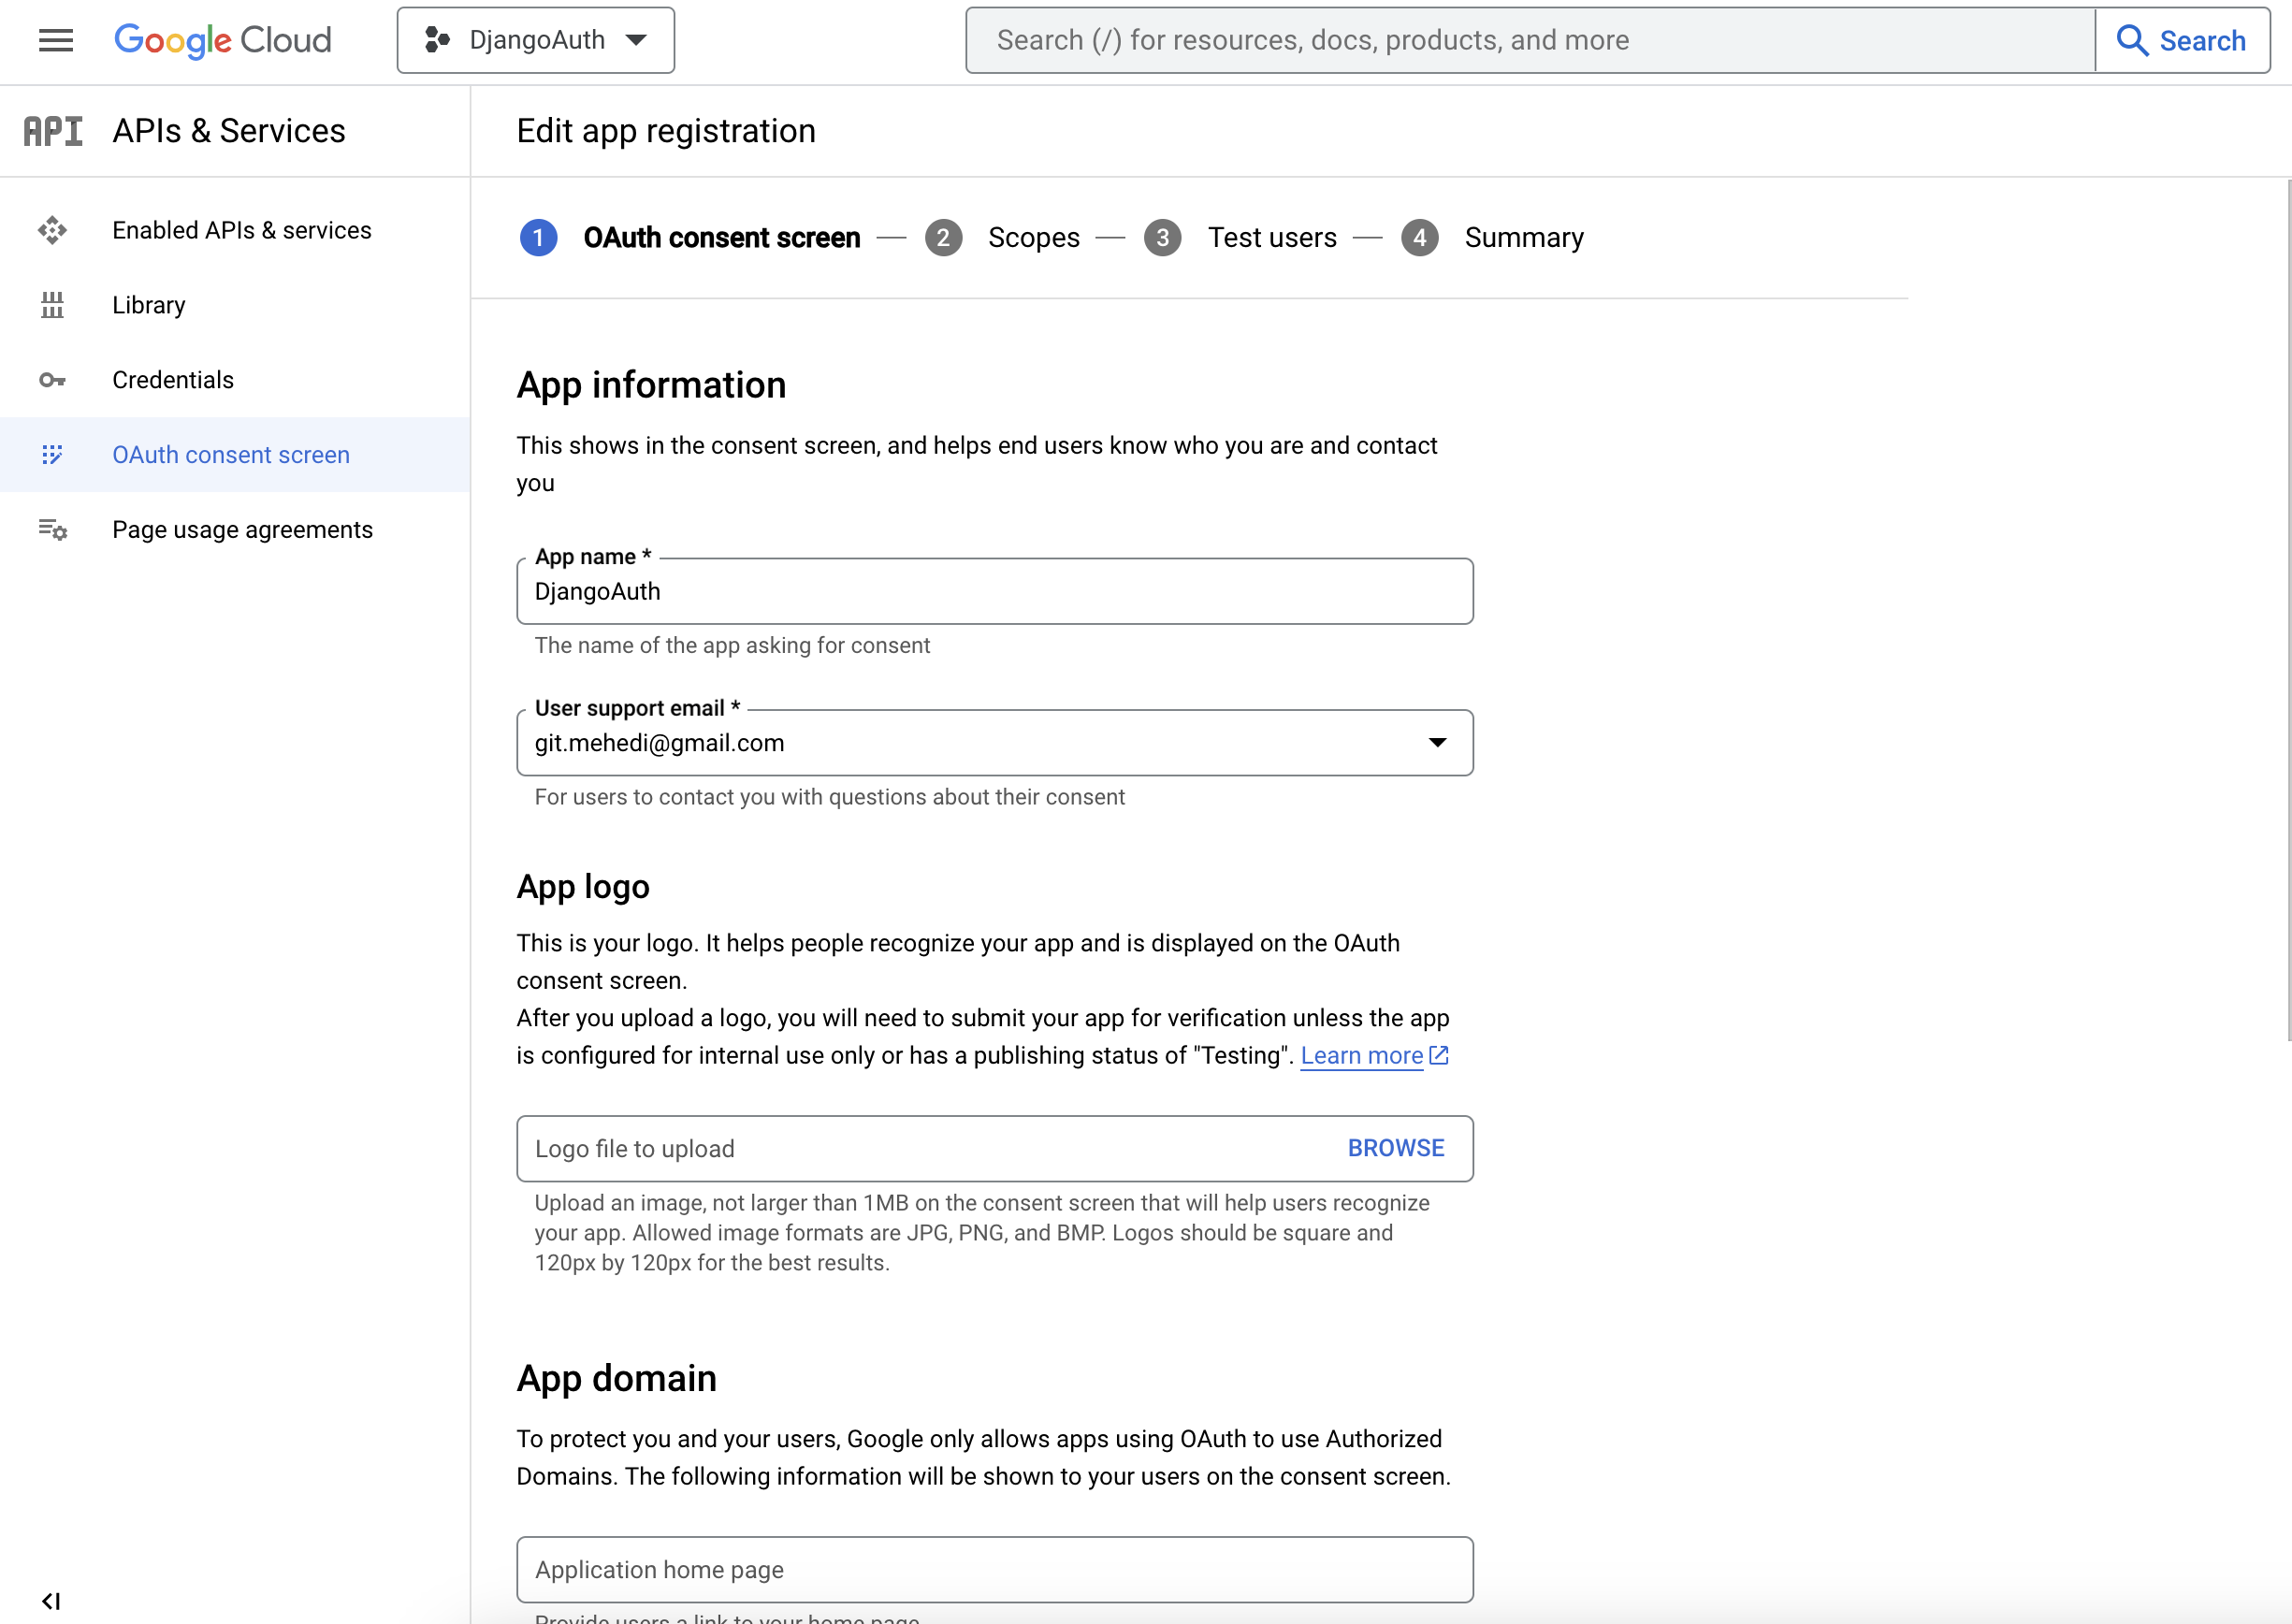 Google Cloud
DjangoAuth
Search (/) for resources, docs, products, and more
Search
API
APIs & Services
Edit app registration
Enabled APIs & services
Library
Credentials
OAuth consent screen
Page usage agreements
1 OAuth consent screen — 2 Scopes — 3 Test users — 4 Summary
App information
This shows in the consent screen, and helps end users know who you are and contact
you
App name *
DjangoAuth
The name of the app asking for consent
User support email *
git.mehedi@gmail.com
For users to contact you with questions about their consent
App logo
This is your logo. It helps people recognize your app and is displayed on the OAuth
consent screen.
After you upload a logo, you will need to submit your app for verification unless the app
is configured for internal use only or has a publishing status of "Testing". Learn more
Logo file to upload
BROWSE
Upload an image, not larger than 1MB on the consent screen that will help users recognize
your app. Allowed image formats are JPG, PNG, and BMP. Logos should be square and
120px by 120px for the best results.
App domain
To protect you and your users, Google only allows apps using OAuth to use Authorized
Domains. The following information will be shown to your users on the consent screen.
Application home page
Provide users a link to your home page